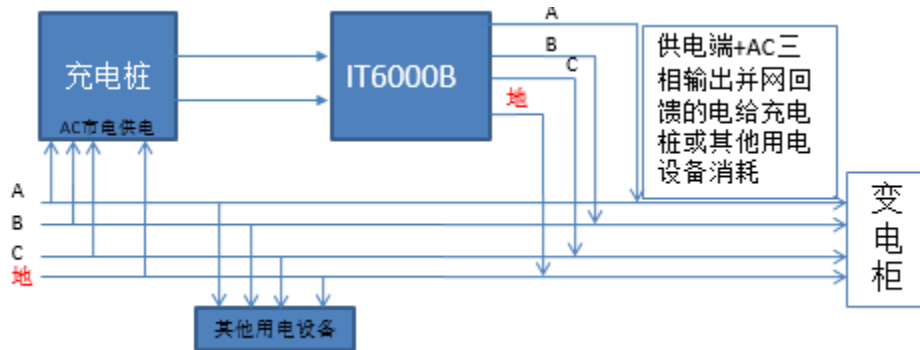 A
充电桩
IT6000B
B
C
地
AC市电供电
供电端+AC三
相输出并网回
馈的电给充电
桩或其他用电
设备消耗
A
B
C
地
变
电
柜
其他用电设备